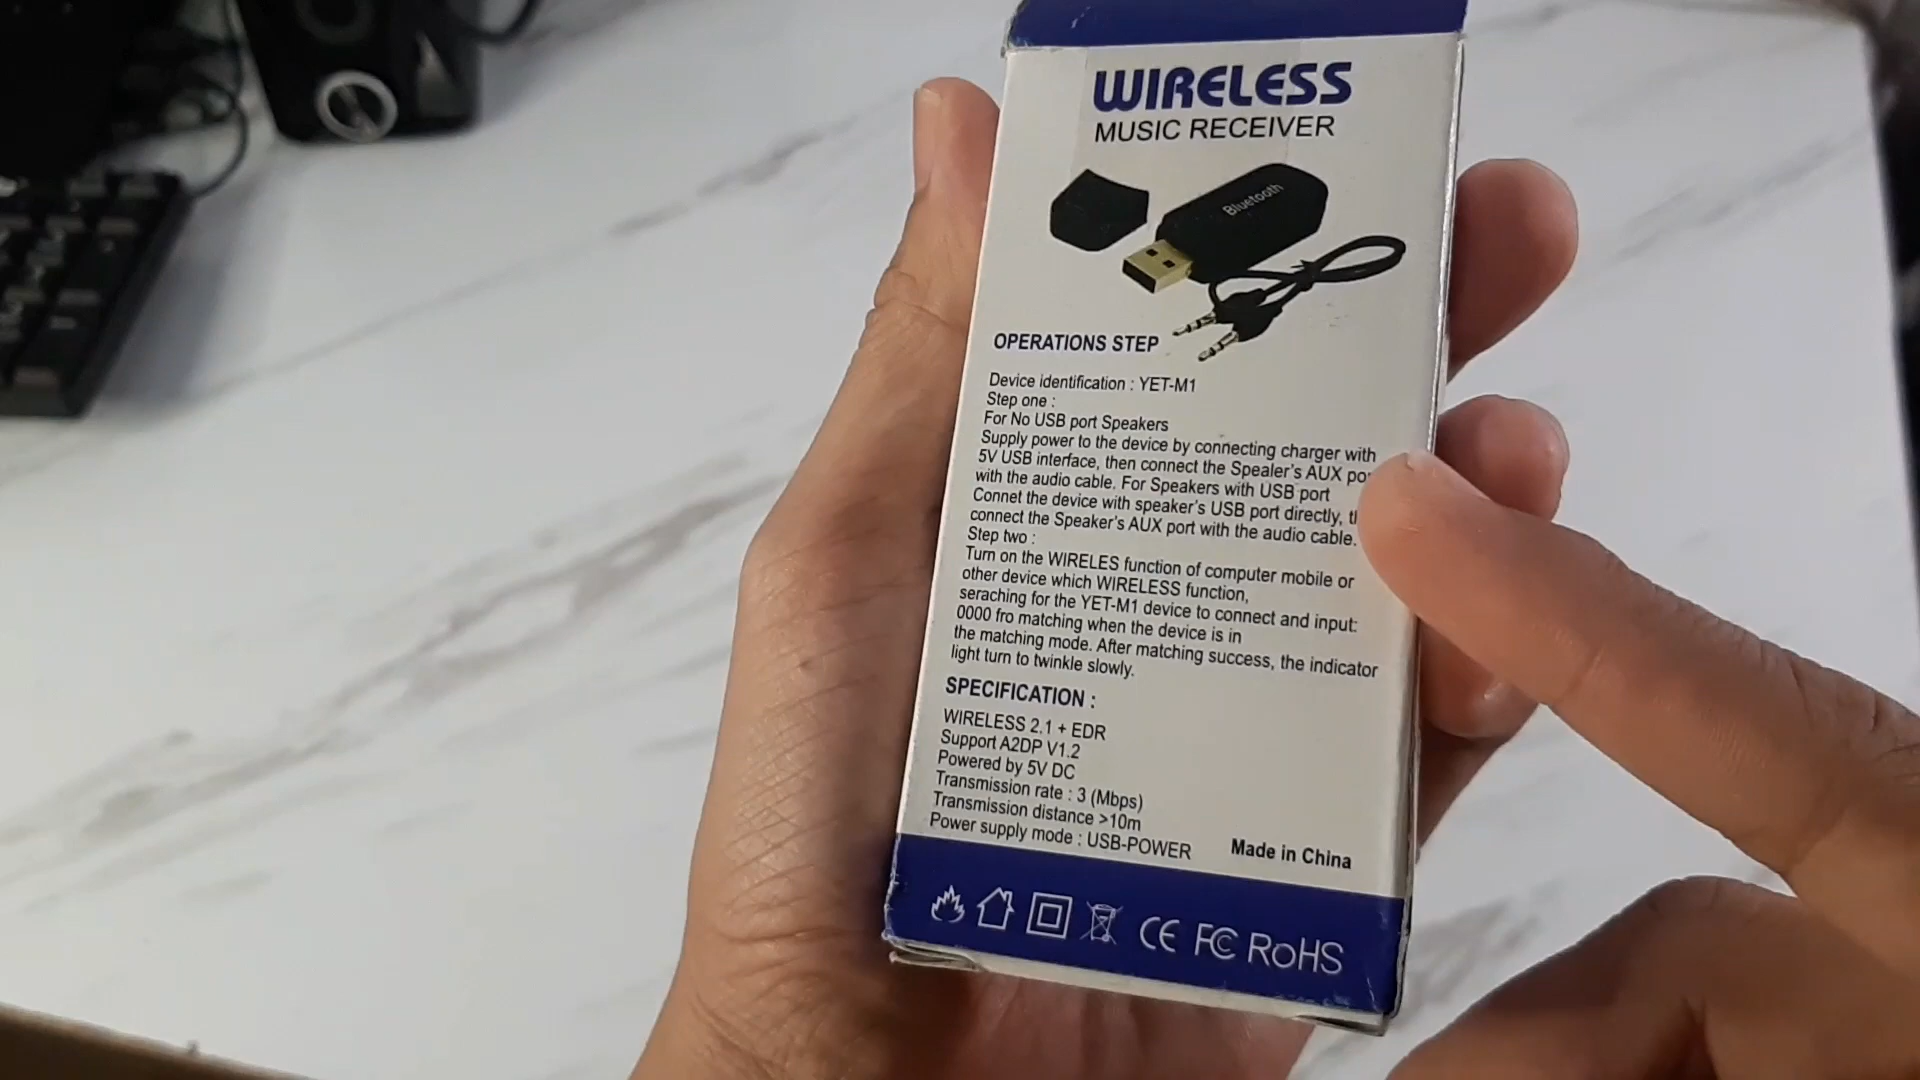 WIRELESS
MUSIC RECEIVER
Bluetooth
OPERATIONS STEP
Device identification : YET-M1
Step one :
For No USB port Speakers
Supply power to the device by connecting charger with
5V USB interface, then connect the Spealer's AUX
with the audio cable. For Speakers with USB port
Connet the device with speaker's USB port directly,
connect the Speaker's AUX port with the audio cable.
Step two :
Turn on the WIRELES function of computer mobile or
other device which WIRELESS function,
seraching for the YET-M1 device to connect and input:
0000 fro matching when the device is in
the matching mode. After matching success, the indicator
light turn to twinkle slowly.
SPECIFICATION :
WIRELESS 2.1 + EDR
Support A2DP V1.2
Powered by 5V DC
Transmission rate : 3 (Mbps)
Transmission distance >10m
Power supply mode : USB-POWER
Made in China
CE FC RoHS